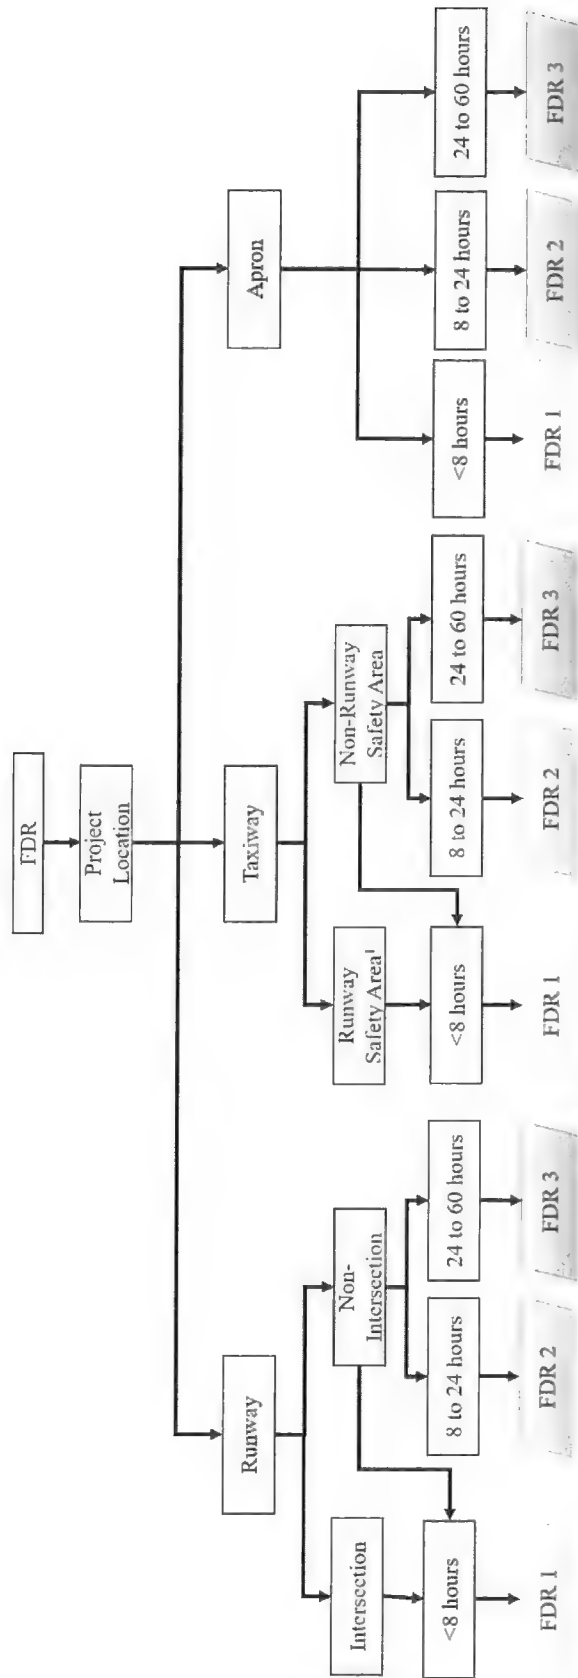 FDR
Project
Location
Runway
Taxiway
Apron
Intersection
Non-
Intersection
Runway
Safety Area¹
Non-Runway
Safety Area
<8 hours
8 to 24 hours
24 to 60 hours
<8 hours
8 to 24 hours
24 to 60 hours
<8 hours
8 to 24 hours
24 to 60 hours
FDR 1
FDR 2
FDR 3
FDR 1
FDR 2
FDR 3
FDR 1
FDR 2
FDR 3